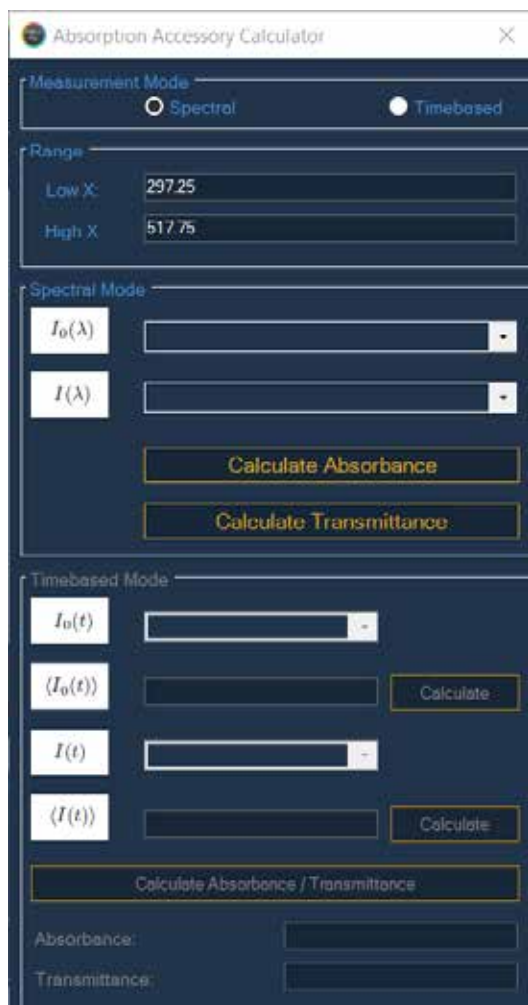 Absorption Accessory Calculator
Measurement Mode
Spectral Timebased
Range
Low X: 297.25
High X 517.75
Spectral Mode
I₀(λ)
I(λ)
Calculate Absorbance
Calculate Transmittance
Timebased Mode
I₀(t)
⟨I₀(t)⟩ Calculate
I(t)
⟨I(t)⟩ Calculate
Calculate Absorbance / Transmittance
Absorbance:
Transmittance: